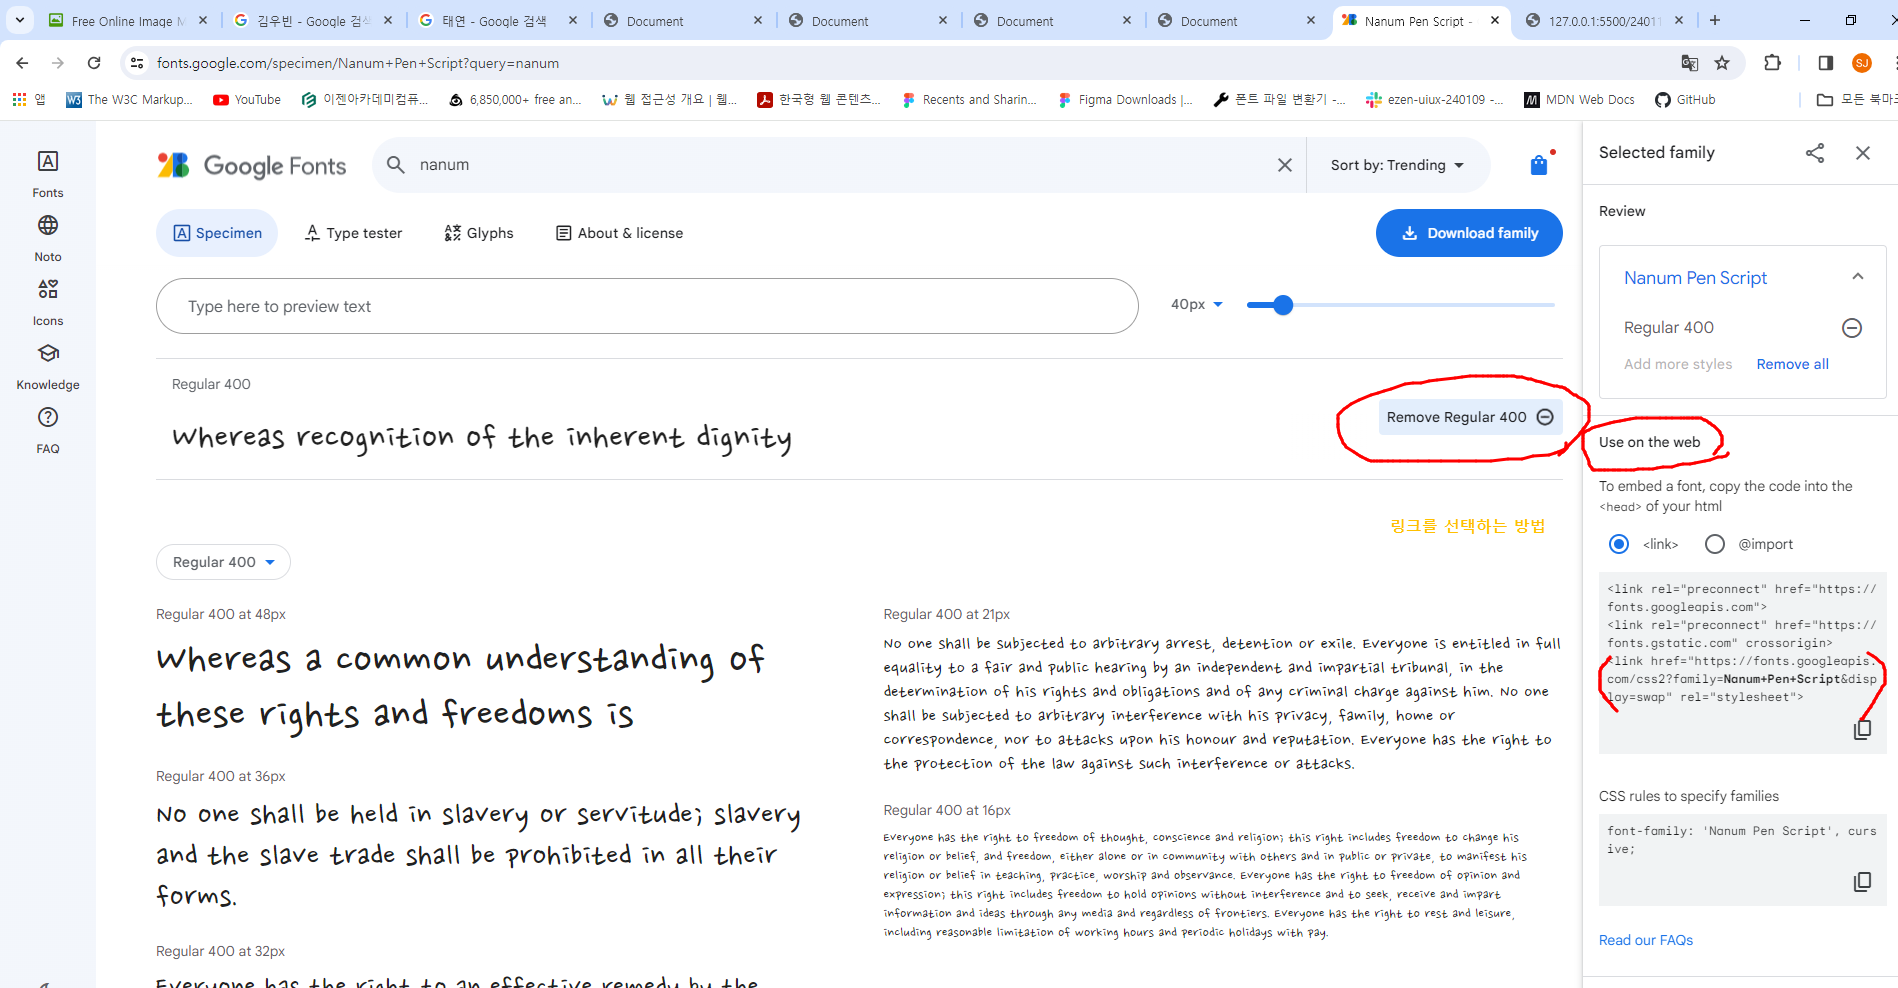 Free Online Image M
김우빈 - Google 검색
태연 - Google 검색
Document
Document
Document
Document
Nanum Pen Script -
127.0.0.1:5500/24011
fonts.google.com/specimen/Nanum+Pen+Script?query=nanum
SJ
앱
The W3C Markup...
YouTube
이젠아카데미컴퓨...
6,850,000+ free an...
웹 접근성 개요 | 웹...
한국형 웹 콘텐츠...
Recents and Sharin...
Figma Downloads |...
폰트 파일 변환기 -...
ezen-uiux-240109 -...
MDN Web Docs
GitHub
모든 북마크
Fonts
Noto
Icons
Knowledge
FAQ
Google Fonts
nanum
Sort by: Trending
Specimen
Type tester
Glyphs
About & license
Download family
Type here to preview text
40px
Regular 400
Whereas recognition of the inherent dignity
Remove Regular 400
링크를 선택하는 방법
Regular 400
Regular 400 at 48px
Whereas a common understanding of
these rights and freedoms is
Regular 400 at 36px
No one shall be held in slavery or servitude; slavery
and the slave trade shall be prohibited in all their
forms.
Regular 400 at 32px
Everyone has the right to an effective remedy by the
Regular 400 at 21px
No one shall be subjected to arbitrary arrest, detention or exile. Everyone is entitled in full
equality to a fair and public hearing by an independent and impartial tribunal, in the
determination of his rights and obligations and of any criminal charge against him. No one
shall be subjected to arbitrary interference with his privacy, family, home or
correspondence, nor to attacks upon his honour and reputation. Everyone has the right to
the protection of the law against such interference or attacks.
Regular 400 at 16px
Everyone has the right to freedom of thought, conscience and religion; this right includes freedom to change his
religion or belief, and freedom, either alone or in community with others and in public or private, to manifest his
religion or belief in teaching, practice, worship and observance. Everyone has the right to freedom of opinion and
expression; this right includes freedom to hold opinions without interference and to seek, receive and impart
information and ideas through any media and regardless of frontiers. Everyone has the right to rest and leisure,
including reasonable limitation of working hours and periodic holidays with pay.
Selected family
Review
Nanum Pen Script
Regular 400
Add more styles
Remove all
Use on the web
To embed a font, copy the code into the
<head> of your html
<link>
@import
<link rel="preconnect" href="https://
fonts.googleapis.com">
<link rel="preconnect" href="https://
fonts.gstatic.com" crossorigin>
<link href="https://fonts.googleapis.
com/css2?family=Nanum+Pen+Script&disp
lay=swap" rel="stylesheet">
CSS rules to specify families
font-family: 'Nanum Pen Script', curs
ive;
Read our FAQs